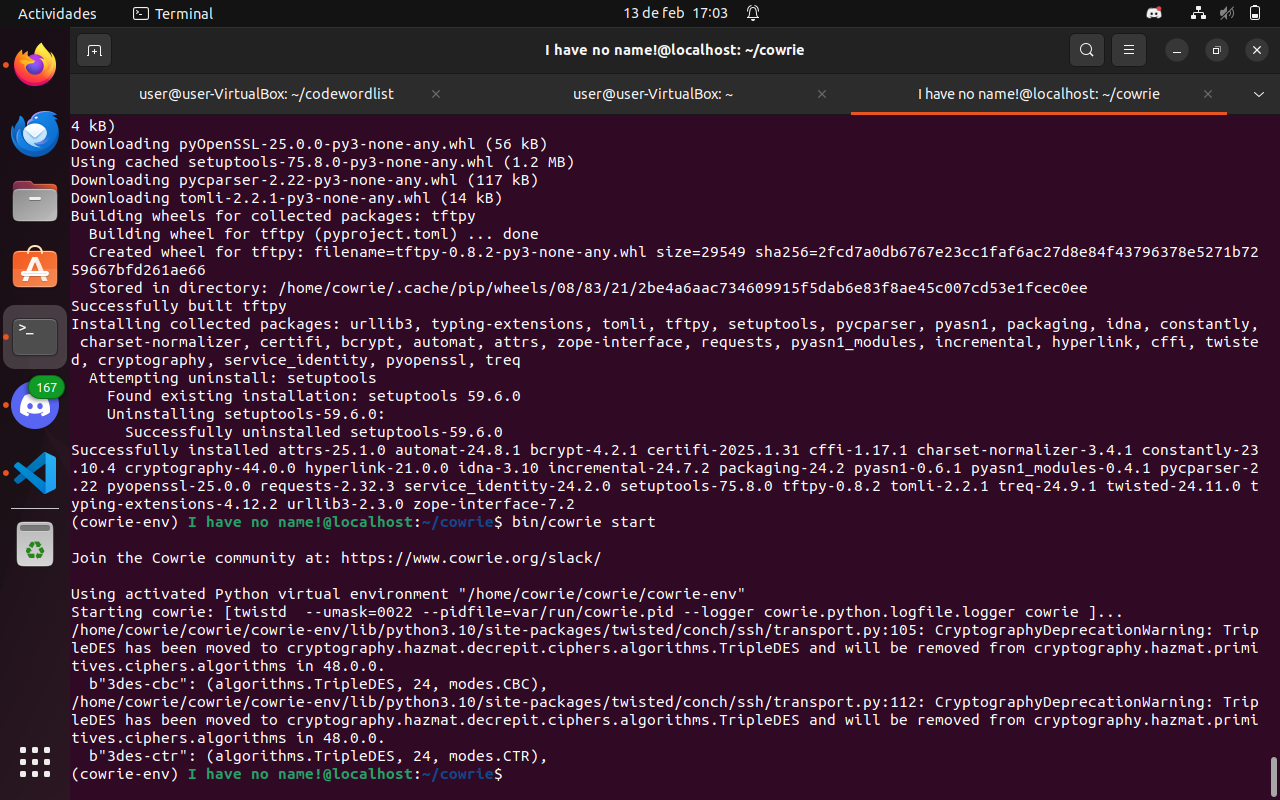 Actividades
Terminal
13 de feb 17:03
I have no name!@localhost: ~/cowrie
user@user-VirtualBox: ~/codewordlist
user@user-VirtualBox: ~
I have no name!@localhost: ~/cowrie
4 kB)
Downloading pyOpenSSL-25.0.0-py3-none-any.whl (56 kB)
Using cached setuptools-75.8.0-py3-none-any.whl (1.2 MB)
Downloading pycparser-2.22-py3-none-any.whl (117 kB)
Downloading tomli-2.2.1-py3-none-any.whl (14 kB)
Building wheels for collected packages: tftpy
  Building wheel for tftpy (pyproject.toml) ... done
  Created wheel for tftpy: filename=tftpy-0.8.2-py3-none-any.whl size=29549 sha256=2fcd7a0db6767e23cc1faf6ac27d8e84f43796378e5271b72
59667bfd261ae66
  Stored in directory: /home/cowrie/.cache/pip/wheels/08/83/21/2be4a6aac734609915f5dab6e83f8ae45c007cd53e1fcec0ee
Successfully built tftpy
Installing collected packages: urllib3, typing-extensions, tomli, tftpy, setuptools, pycparser, pyasn1, packaging, idna, constantly,
 charset-normalizer, certifi, bcrypt, automat, attrs, zope-interface, requests, pyasn1_modules, incremental, hyperlink, cffi, twiste
d, cryptography, service_identity, pyopenssl, treq
  Attempting uninstall: setuptools
    Found existing installation: setuptools 59.6.0
    Uninstalling setuptools-59.6.0:
      Successfully uninstalled setuptools-59.6.0
Successfully installed attrs-25.1.0 automat-24.8.1 bcrypt-4.2.1 certifi-2025.1.31 cffi-1.17.1 charset-normalizer-3.4.1 constantly-23
.10.4 cryptography-44.0.0 hyperlink-21.0.0 idna-3.10 incremental-24.7.2 packaging-24.2 pyasn1-0.6.1 pyasn1_modules-0.4.1 pycparser-2
.22 pyopenssl-25.0.0 requests-2.32.3 service_identity-24.2.0 setuptools-75.8.0 tftpy-0.8.2 tomli-2.2.1 treq-24.9.1 twisted-24.11.0 t
yping-extensions-4.12.2 urllib3-2.3.0 zope-interface-7.2
(cowrie-env) I have no name!@localhost:~/cowrie$ bin/cowrie start
Join the Cowrie community at: https://www.cowrie.org/slack/
Using activated Python virtual environment "/home/cowrie/cowrie/cowrie-env"
Starting cowrie: [twistd  --umask=0022 --pidfile=var/run/cowrie.pid --logger cowrie.python.logfile.logger cowrie ]...
/home/cowrie/cowrie/cowrie-env/lib/python3.10/site-packages/twisted/conch/ssh/transport.py:105: CryptographyDeprecationWarning: Trip
leDES has been moved to cryptography.hazmat.decrepit.ciphers.algorithms.TripleDES and will be removed from cryptography.hazmat.primi
tives.ciphers.algorithms in 48.0.0.
  b"3des-cbc": (algorithms.TripleDES, 24, modes.CBC),
/home/cowrie/cowrie/cowrie-env/lib/python3.10/site-packages/twisted/conch/ssh/transport.py:112: CryptographyDeprecationWarning: Trip
leDES has been moved to cryptography.hazmat.decrepit.ciphers.algorithms.TripleDES and will be removed from cryptography.hazmat.primi
tives.ciphers.algorithms in 48.0.0.
  b"3des-ctr": (algorithms.TripleDES, 24, modes.CTR),
(cowrie-env) I have no name!@localhost:~/cowrie$
167